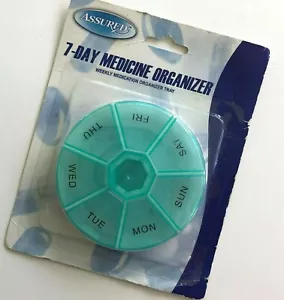 ASSURED
7-DAY MEDICINE ORGANIZER
WEEKLY MEDICATION ORGANIZER TRAY
FRI
SAT
SUN
MON
TUE
WED
THU